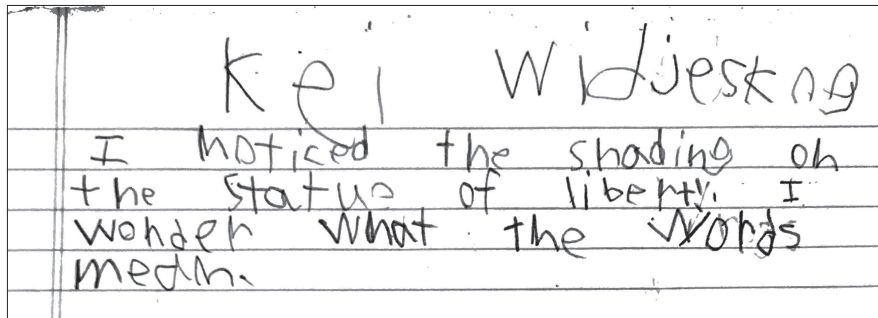 Kei Widjeskog
I noticed the shading on
the statue of liberty. I
wonder what the words
mean.